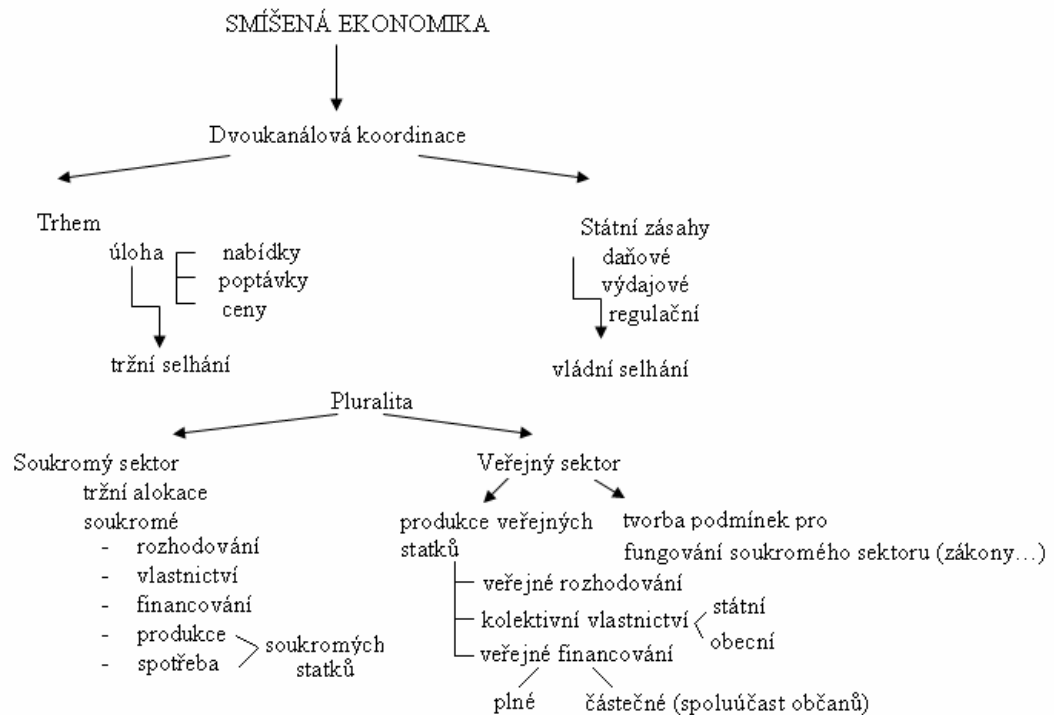 SMÍŠENÁ EKONOMIKA
Dvoukanálová koordinace
Trhem
úloha
nabídky
poptávky
ceny
tržní selhání
Státní zásahy
daňové
výdajové
regulační
vládní selhání
Pluralita
Soukromý sektor
tržní alokace
soukromé
- rozhodování
- vlastnictví
- financování
- produkce
- spotřeba
soukromých
statků
Veřejný sektor
produkce veřejných
statků
tvorba podmínek pro
fungování soukromého sektoru (zákony…)
veřejné rozhodování
kolektivní vlastnictví
státní
obecní
veřejné financování
plné
částečné (spoluúčast občanů)